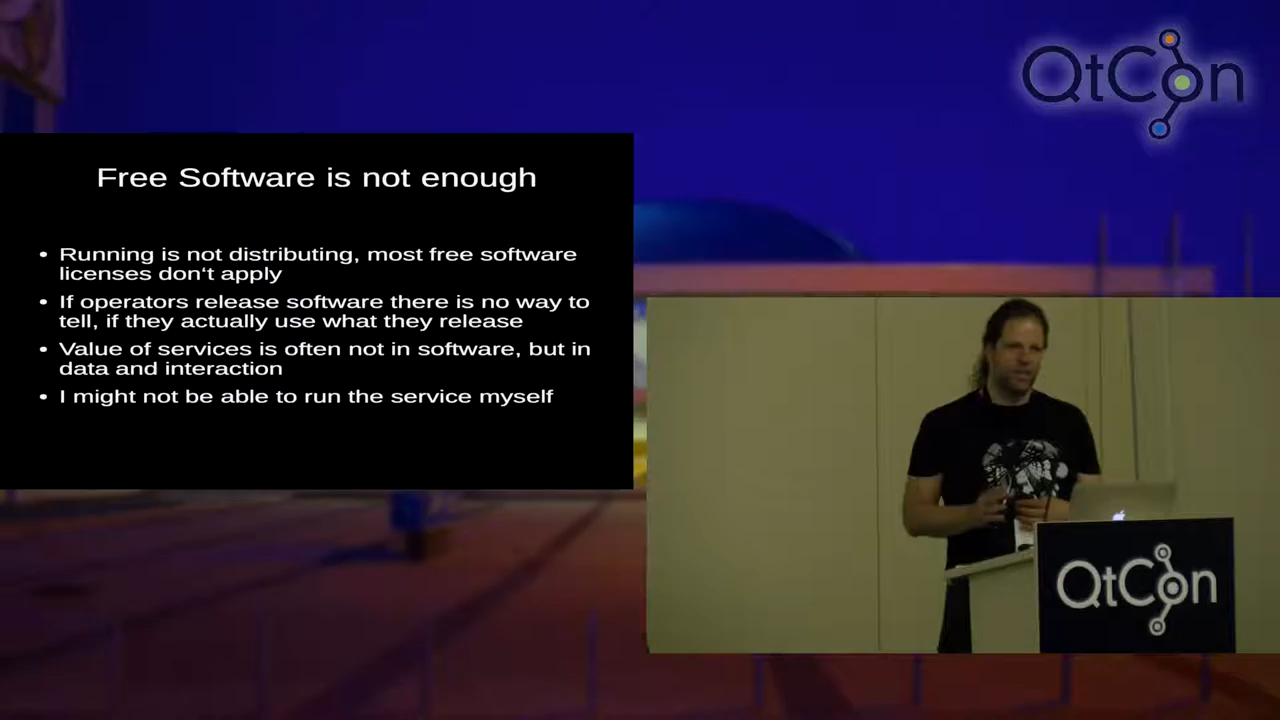 QtCon
Free Software is not enough
• Running is not distributing, most free software
licenses don‘t apply
• If operators release software there is no way to
tell, if they actually use what they release
• Value of services is often not in software, but in
data and interaction
• I might not be able to run the service myself
QtCon